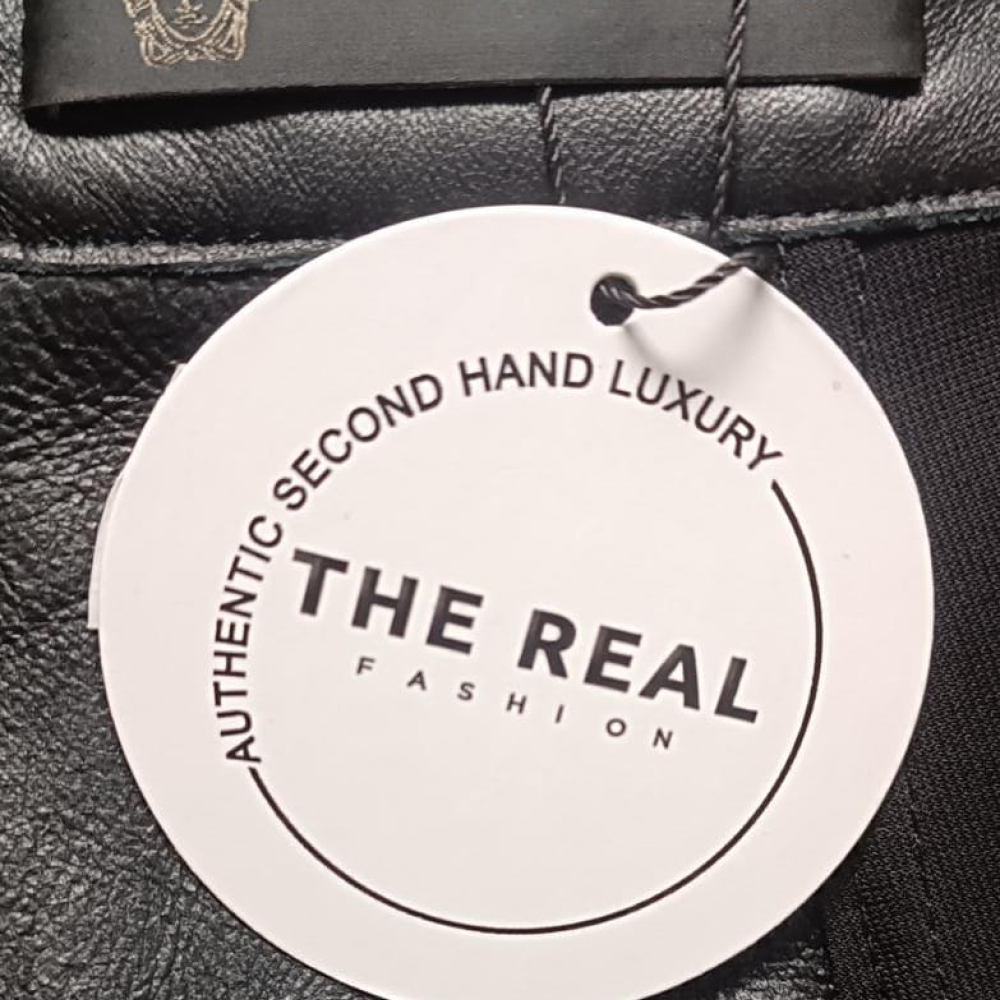 AUTHENTIC SECOND HAND LUXURY
THE REAL
FASHION